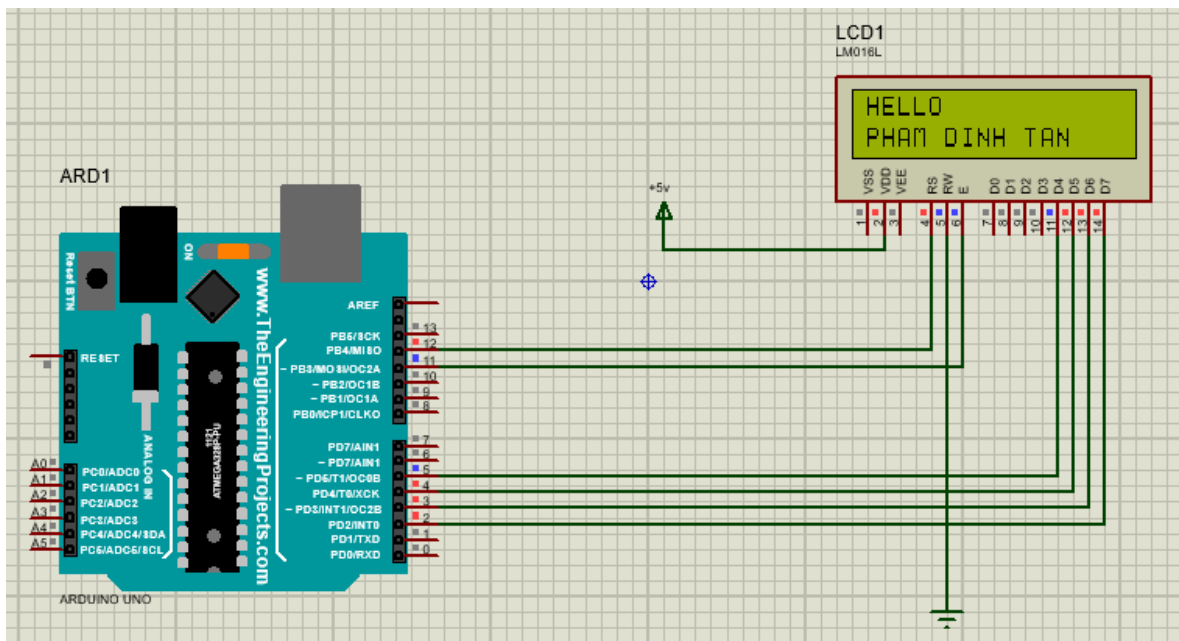 LCD1
LM016L
HELLO
PHAM DINH TAN
VSS
VDD
VEE
RS
RW
E
D0
D1
D2
D3
D4
D5
D6
D7
1
2
3
4
5
6
7
8
9
10
11
12
13
14
+5v
ARD1
ON
Reset BTN
www.TheEngineeringProjects.com
RESET
ANALOG IN
1121
ATMEGA328P-PU
AREF
PB5/SCK
13
PB4/MISO
12
~ PB3/MOSI/OC2A
11
~ PB2/OC1B
10
~ PB1/OC1A
9
PB0/ICP1/CLKO
8
PD7/AIN1
7
~ PD7/AIN1
6
~ PD5/T1/OC0B
5
PD4/T0/XCK
4
~ PD3/INT1/OC2B
3
PD2/INT0
2
PD1/TXD
1
PD0/RXD
0
A0 PC0/ADC0
A1 PC1/ADC1
A2 PC2/ADC2
A3 PC3/ADC3
A4 PC4/ADC4/SDA
A5 PC5/ADC5/SCL
ARDUINO UNO